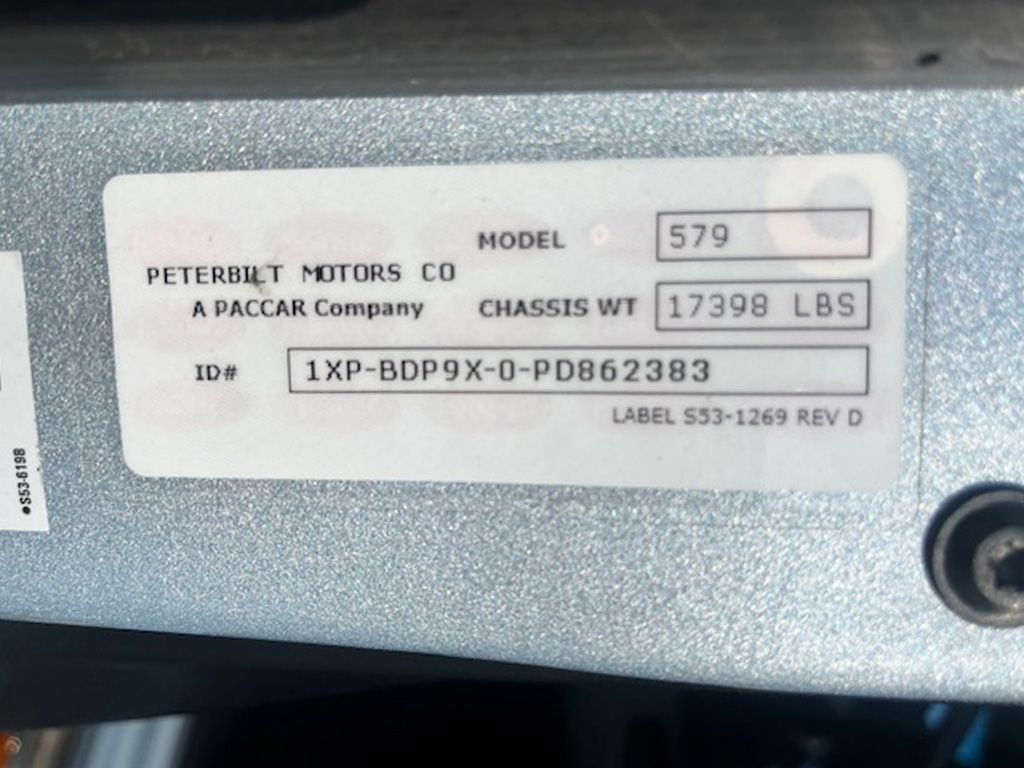 MODEL 579
PETERBILT MOTORS CO
A PACCAR Company
CHASSIS WT 17398 LBS
ID# 1XP-BDP9X-0-PD862383
LABEL S53-1269 REV D
●S53-6198